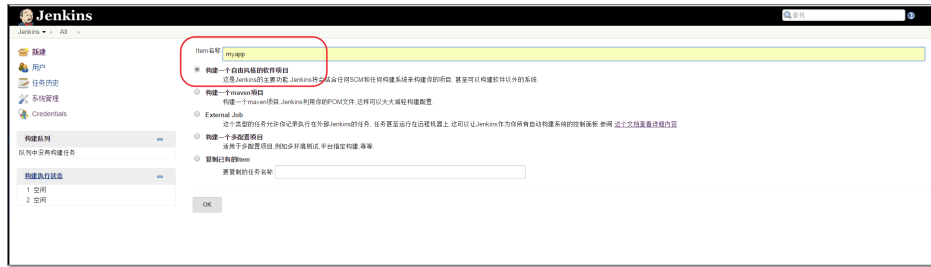 Jenkins
查找
Jenkins
All
新建
用户
任务历史
系统管理
Credentials
构建队列
队列中没有构建任务
构建执行状态
1 空闲
2 空闲
Item名称 myapp
构建一个自由风格的软件项目
这是Jenkins的主要功能.Jenkins将会结合任何SCM和任何构建系统来构建你的项目, 甚至可以构建软件以外的系统.
构建一个maven项目
构建一个maven项目.Jenkins利用你的POM文件,这样可以大大减轻构建配置.
External Job
这个类型的任务允许你记录执行在外部Jenkins的任务, 任务甚至运行在远程机器上.这可以让Jenkins作为你所有自动构建系统的控制面板.参阅 这个文档查看详细内容.
构建一个多配置项目
适用于多配置项目,例如多环境测试,平台指定构建,等等.
复制已有的Item
要复制的任务名称
OK